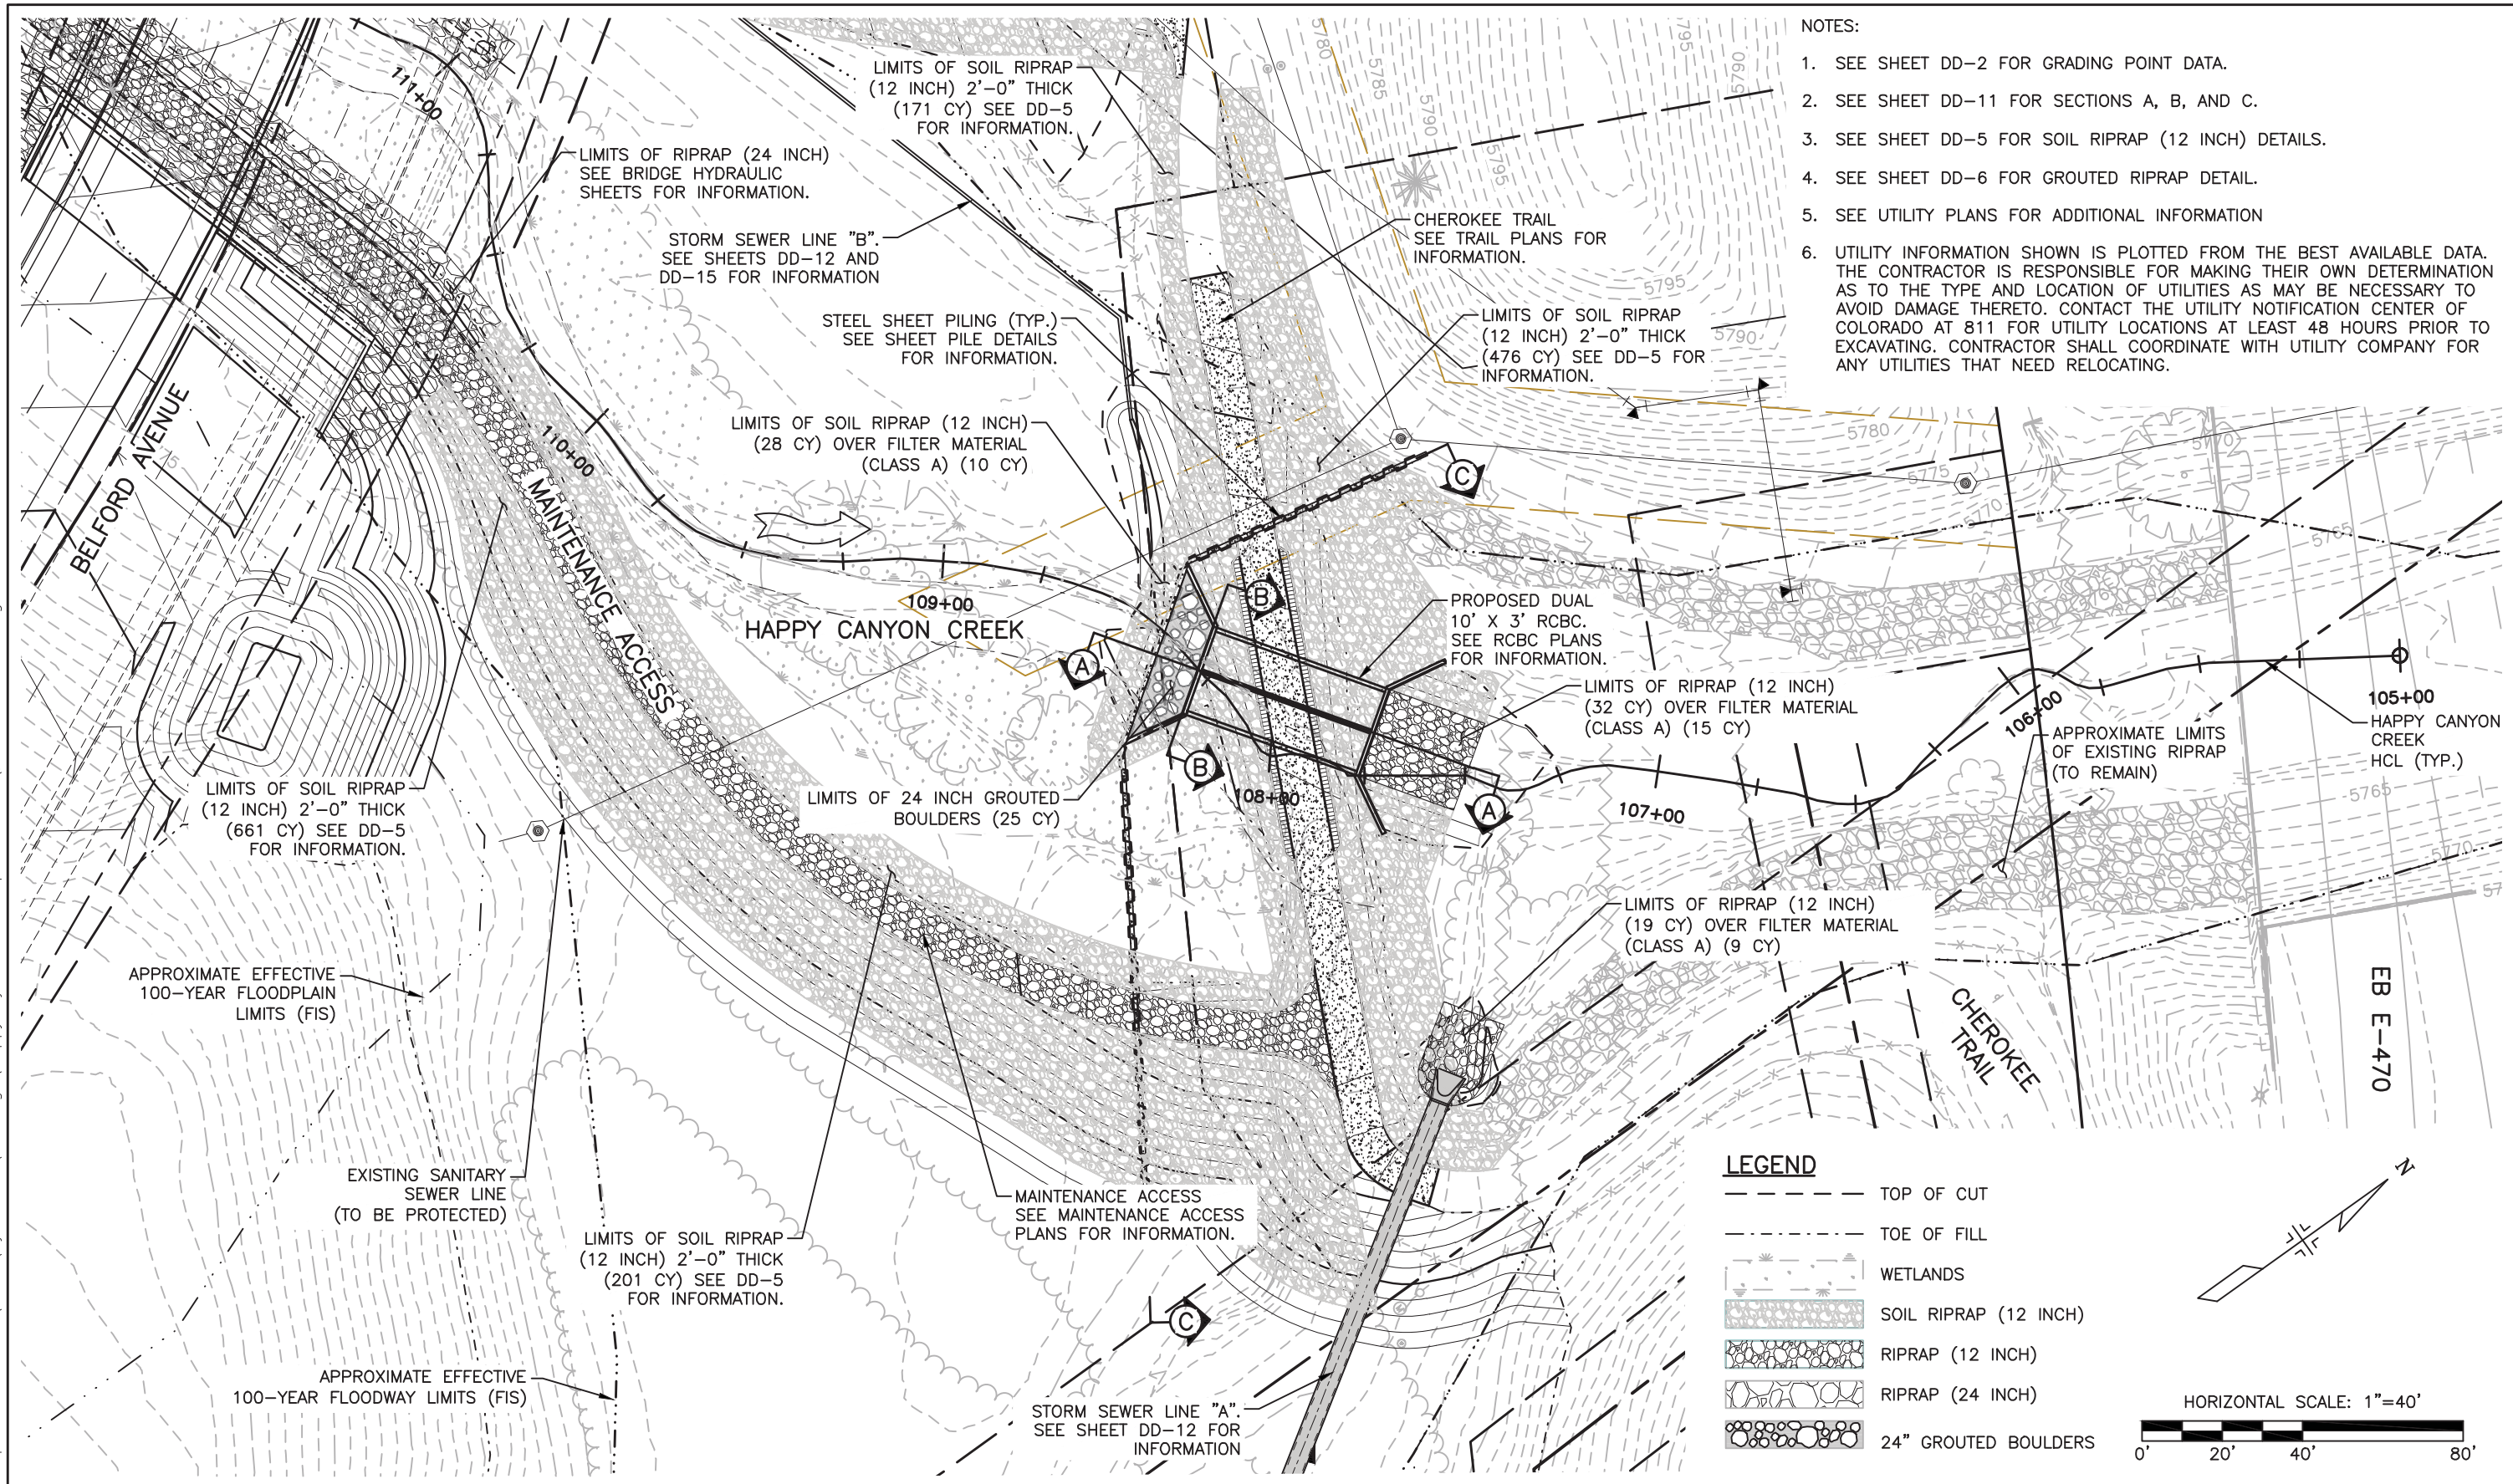 NOTES:
1. SEE SHEET DD-2 FOR GRADING POINT DATA.
2. SEE SHEET DD-11 FOR SECTIONS A, B, AND C.
3. SEE SHEET DD-5 FOR SOIL RIPRAP (12 INCH) DETAILS.
4. SEE SHEET DD-6 FOR GROUTED RIPRAP DETAIL.
5. SEE UTILITY PLANS FOR ADDITIONAL INFORMATION
6. UTILITY INFORMATION SHOWN IS PLOTTED FROM THE BEST AVAILABLE DATA.
THE CONTRACTOR IS RESPONSIBLE FOR MAKING THEIR OWN DETERMINATION
AS TO THE TYPE AND LOCATION OF UTILITIES AS MAY BE NECESSARY TO
AVOID DAMAGE THERETO. CONTACT THE UTILITY NOTIFICATION CENTER OF
COLORADO AT 811 FOR UTILITY LOCATIONS AT LEAST 48 HOURS PRIOR TO
EXCAVATING. CONTRACTOR SHALL COORDINATE WITH UTILITY COMPANY FOR
ANY UTILITIES THAT NEED RELOCATING.
LIMITS OF SOIL RIPRAP
(12 INCH) 2'-0" THICK
(171 CY) SEE DD-5
FOR INFORMATION.
111+00
LIMITS OF RIPRAP (24 INCH)
SEE BRIDGE HYDRAULIC
SHEETS FOR INFORMATION.
STORM SEWER LINE "B".
SEE SHEETS DD-12 AND
DD-15 FOR INFORMATION
CHEROKEE TRAIL
SEE TRAIL PLANS FOR
INFORMATION.
STEEL SHEET PILING (TYP.)
SEE SHEET PILE DETAILS
FOR INFORMATION.
LIMITS OF SOIL RIPRAP
(12 INCH) 2'-0" THICK
(476 CY) SEE DD-5 FOR
INFORMATION.
5780
5785
5790
5795
5795
5790
5795
5790
5780
5775
5770
5770
5765
LIMITS OF SOIL RIPRAP (12 INCH)
(28 CY) OVER FILTER MATERIAL
(CLASS A) (10 CY)
BELFORD AVENUE
110+00
MAINTENANCE ACCESS
109+00
HAPPY CANYON CREEK
C
B
A
PROPOSED DUAL
10' X 3' RCBC.
SEE RCBC PLANS
FOR INFORMATION.
LIMITS OF RIPRAP (12 INCH)
(32 CY) OVER FILTER MATERIAL
(CLASS A) (15 CY)
106+00
105+00
HAPPY CANYON
CREEK
HCL (TYP.)
APPROXIMATE LIMITS
OF EXISTING RIPRAP
(TO REMAIN)
B
108+00
A
107+00
5765
5770
LIMITS OF SOIL RIPRAP
(12 INCH) 2'-0" THICK
(661 CY) SEE DD-5
FOR INFORMATION.
LIMITS OF 24 INCH GROUTED
BOULDERS (25 CY)
LIMITS OF RIPRAP (12 INCH)
(19 CY) OVER FILTER MATERIAL
(CLASS A) (9 CY)
APPROXIMATE EFFECTIVE
100-YEAR FLOODPLAIN
LIMITS (FIS)
CHEROKEE
TRAIL
EB E-470
EXISTING SANITARY
SEWER LINE
(TO BE PROTECTED)
MAINTENANCE ACCESS
SEE MAINTENANCE ACCESS
PLANS FOR INFORMATION.
LIMITS OF SOIL RIPRAP
(12 INCH) 2'-0" THICK
(201 CY) SEE DD-5
FOR INFORMATION.
C
APPROXIMATE EFFECTIVE
100-YEAR FLOODWAY LIMITS (FIS)
STORM SEWER LINE "A".
SEE SHEET DD-12 FOR
INFORMATION
LEGEND
TOP OF CUT
TOE OF FILL
WETLANDS
SOIL RIPRAP (12 INCH)
RIPRAP (12 INCH)
RIPRAP (24 INCH)
24" GROUTED BOULDERS
N
HORIZONTAL SCALE: 1"=40'
0' 20' 40' 80'